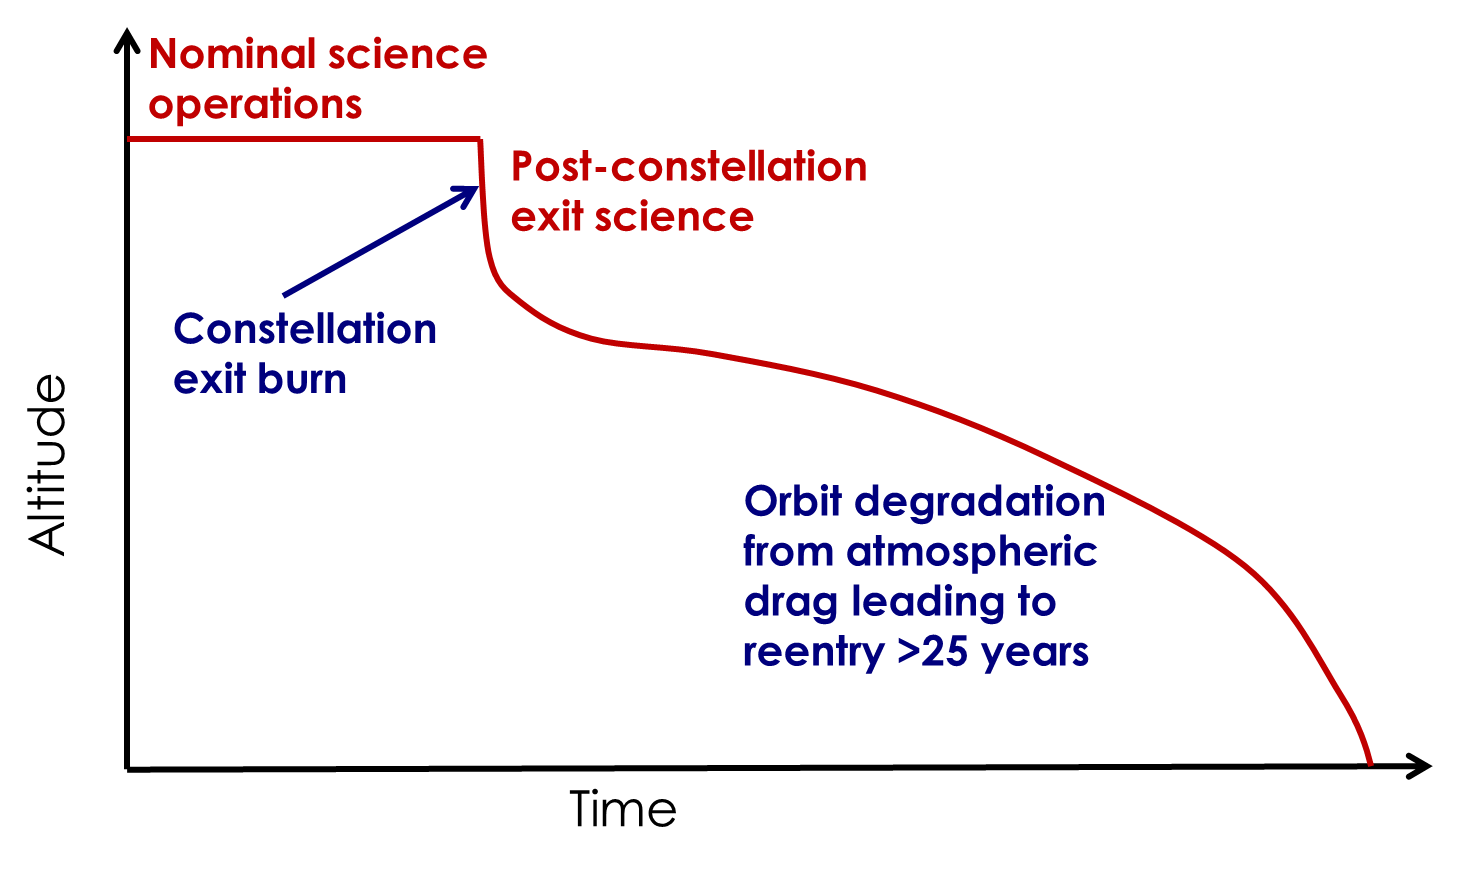 Nominal science
operations
Post-constellation
exit science
Constellation
exit burn
Altitude
Orbit degradation
from atmospheric
drag leading to
reentry >25 years
Time